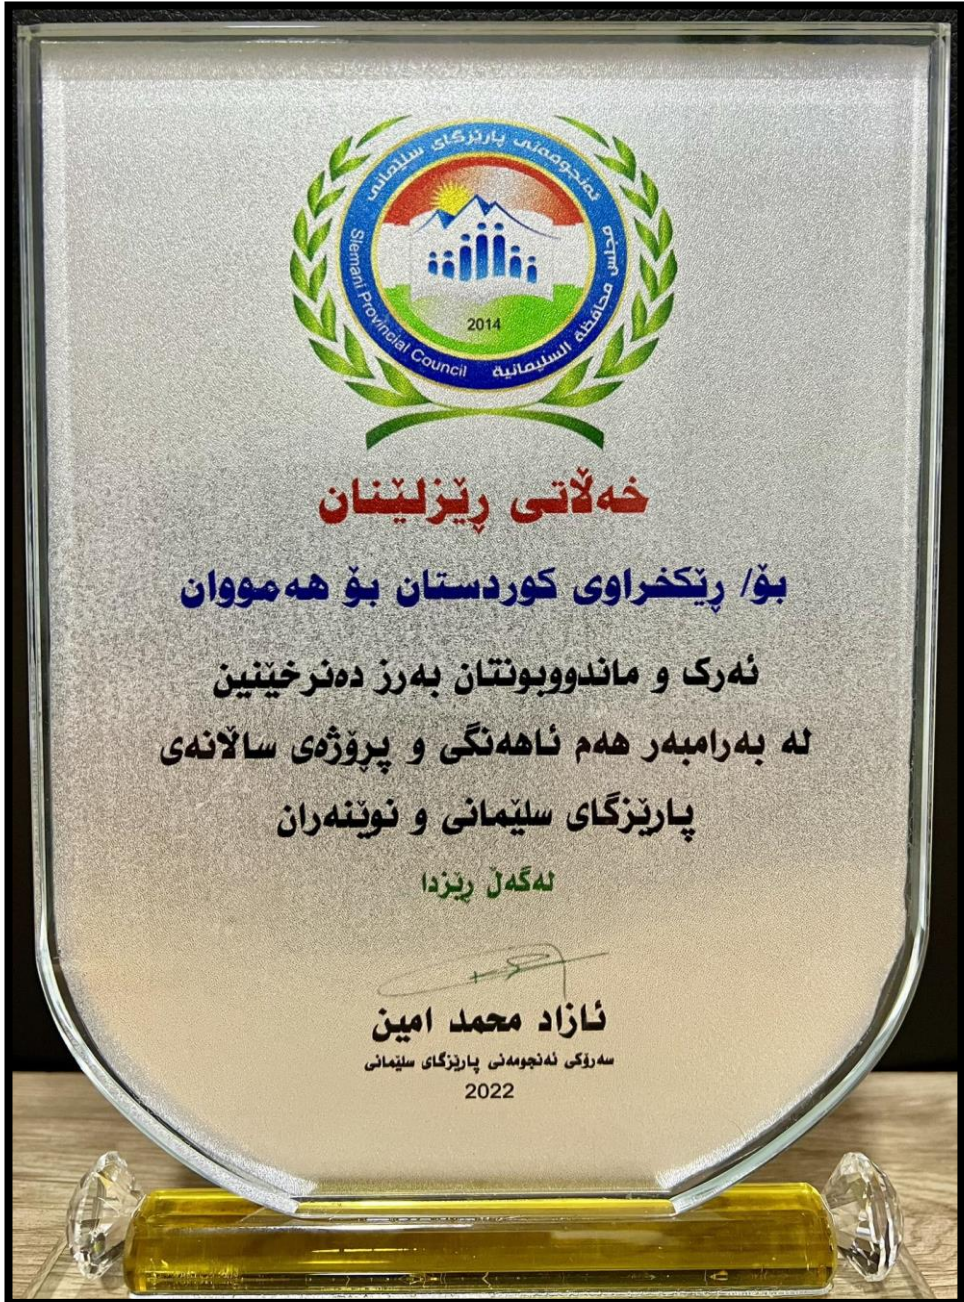 ئەنجومەنی پارێزگای سلێمانی
Slemani Provincial Council
مجلس محافظة السليمانية
2014
خەڵاتی ڕێزلێنان
بۆ/ ڕێکخراوی کوردستان بۆ هەمووان
ئەرک و ماندووبونتان بەرز دەنرخێنین
لە بەرامبەر هەم ئاهەنگی و پڕۆژەی ساڵانەی
پارێزگای سلێمانی و نوێنەران
لەگەڵ ڕێزدا
ئازاد محمد امین
سەرۆکی ئەنجومەنی پارێزگای سلێمانی
2022